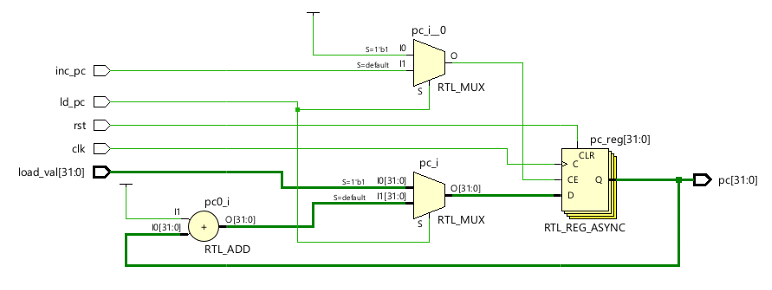 pc_i__0
S=1'b1 I0 O
inc_pc S=default I1
S RTL_MUX
ld_pc
rst
pc_reg[31:0]
clk
CLR
C
load_val[31:0]
pc_i
CE Q pc[31:0]
S=1'b1 I0[31:0] O[31:0]
D
pc0_i S=default I1[31:0]
I1 O[31:0]
S RTL_MUX
I0[31:0] +
RTL_REG_ASYNC
RTL_ADD